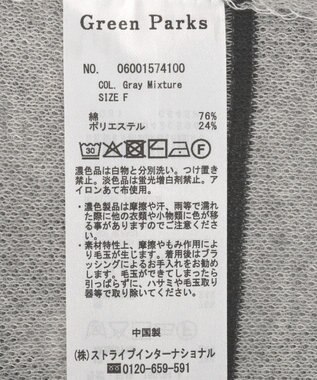 Green Parks
NO. 06001574100
COL. Gray Mixture
SIZE F
綿 76%
ポリエステル 24%
30 F
濃色品は白物と分別洗い。つけ置き
禁止。淡色品は蛍光増白剤禁止。ア
イロンあて布使用。
・濃色製品は摩擦や汗、雨等で濡れ
た際に他の衣類や小物類に色が移
る事がありますのでご注意くださ
い。
・素材特性上、摩擦やもみ作用によ
り毛玉が生じます。着用後はブラ
ッシングによるお手入れをお勧め
します。毛玉ができてしまったら
引っぱらずに、ハサミや毛玉取り
器等で取り除いてください。
中国製
(株)ストライプインターナショナル
0120-659-591